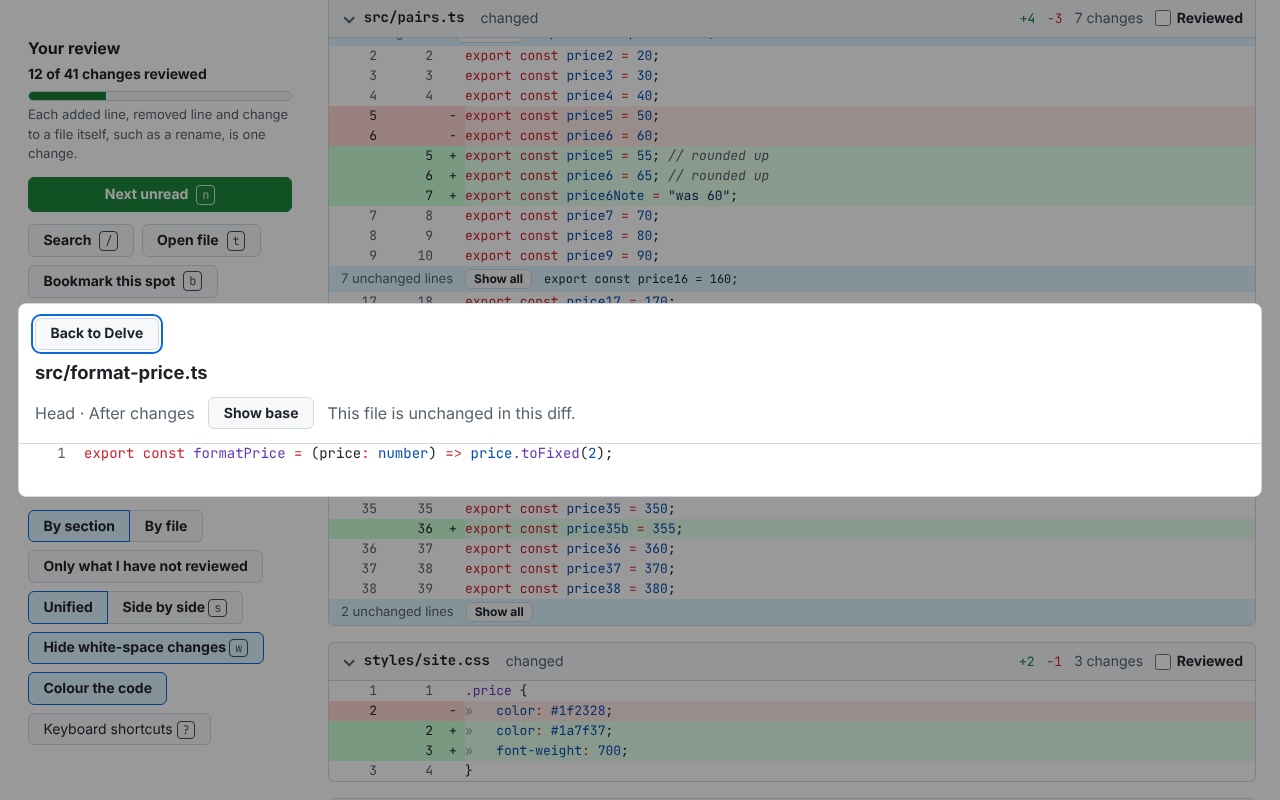 Your review
12 of 41 changes reviewed
Each added line, removed line and change
to a file itself, such as a rename, is one
change.
Next unread n
Search / Open file t
Bookmark this spot b
src/pairs.ts changed +4 -3 7 changes Reviewed
2 2 export const price2 = 20;
3 3 export const price3 = 30;
4 4 export const price4 = 40;
5 - export const price5 = 50;
6 - export const price6 = 60;
5 + export const price5 = 55; // rounded up
6 + export const price6 = 65; // rounded up
7 + export const price6Note = "was 60";
7 8 export const price7 = 70;
8 9 export const price8 = 80;
9 10 export const price9 = 90;
7 unchanged lines Show all export const price16 = 160;
17 18 export const price17 = 170;
Back to Delve
src/format-price.ts
Head · After changes Show base This file is unchanged in this diff.
1 export const formatPrice = (price: number) => price.toFixed(2);
By section By file
Only what I have not reviewed
Unified Side by side s
Hide white-space changes w
Colour the code
Keyboard shortcuts ?
35 35 export const price35 = 350;
36 + export const price35b = 355;
36 37 export const price36 = 360;
37 38 export const price37 = 370;
38 39 export const price38 = 380;
2 unchanged lines Show all
styles/site.css changed +2 -1 3 changes Reviewed
1 1 .price {
2 - » color: #1f2328;
2 + » color: #1a7f37;
3 + » font-weight: 700;
3 4 }